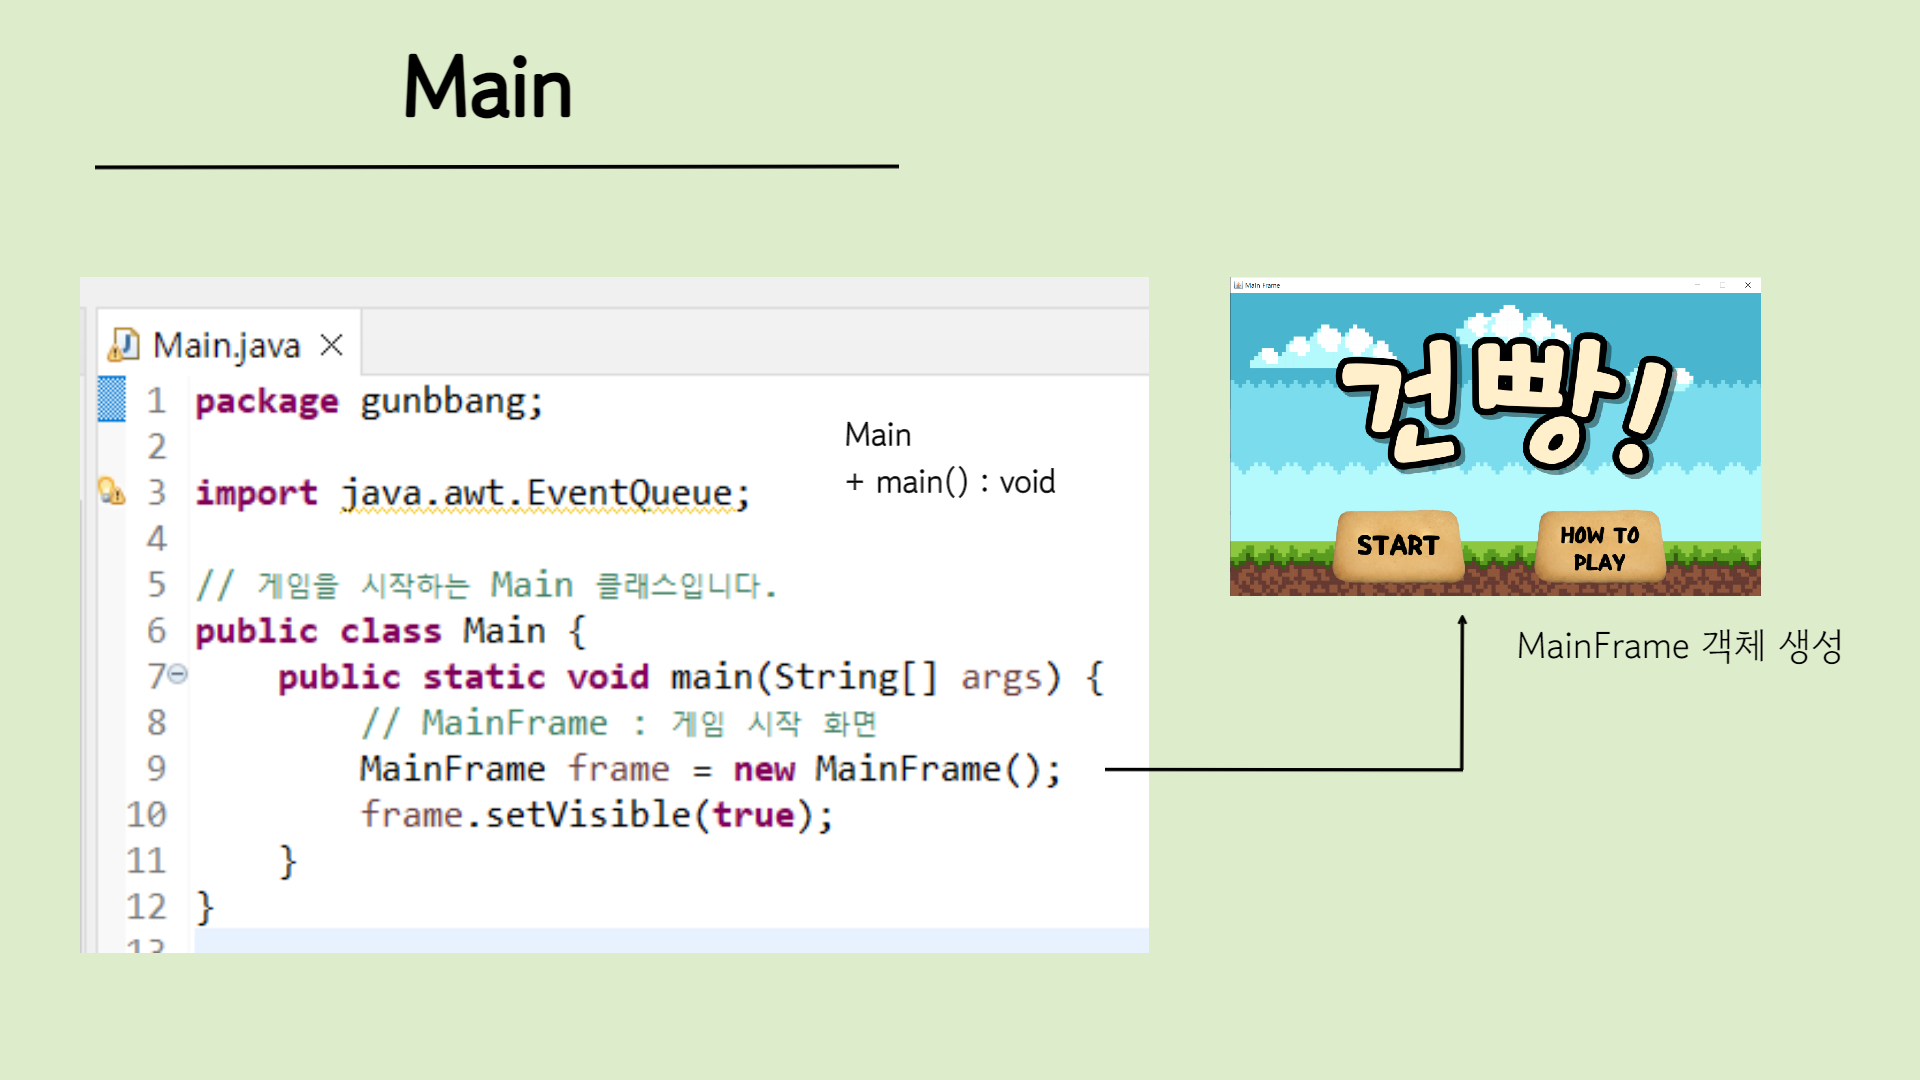 Main
Main.java
1 package gunbbang;
2
3 import java.awt.EventQueue;
4
5 // 게임을 시작하는 Main 클래스입니다.
6 public class Main {
7 public static void main(String[] args) {
8 // MainFrame : 게임 시작 화면
9 MainFrame frame = new MainFrame();
10 frame.setVisible(true);
11 }
12 }
13
Main
+ main() : void
Main Frame
건빵!
START
HOW TO
PLAY
MainFrame 객체 생성